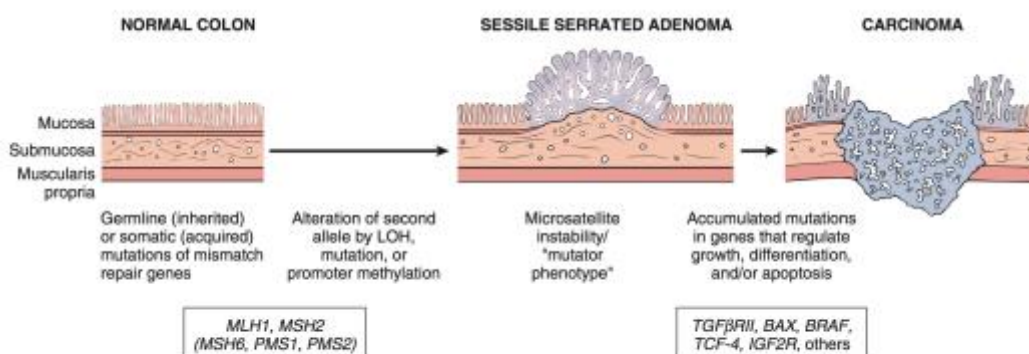 NORMAL COLON
SESSILE SERRATED ADENOMA
CARCINOMA
Mucosa
Submucosa
Muscularis
propria
Germline (inherited)
or somatic (acquired)
mutations of mismatch
repair genes
Alteration of second
allele by LOH,
mutation, or
promoter methylation
Microsatellite
instability/
"mutator
phenotype"
Accumulated mutations
in genes that regulate
growth, differentiation,
and/or apoptosis
MLH1, MSH2
(MSH6, PMS1, PMS2)
TGFβRII, BAX, BRAF,
TCF-4, IGF2R, others